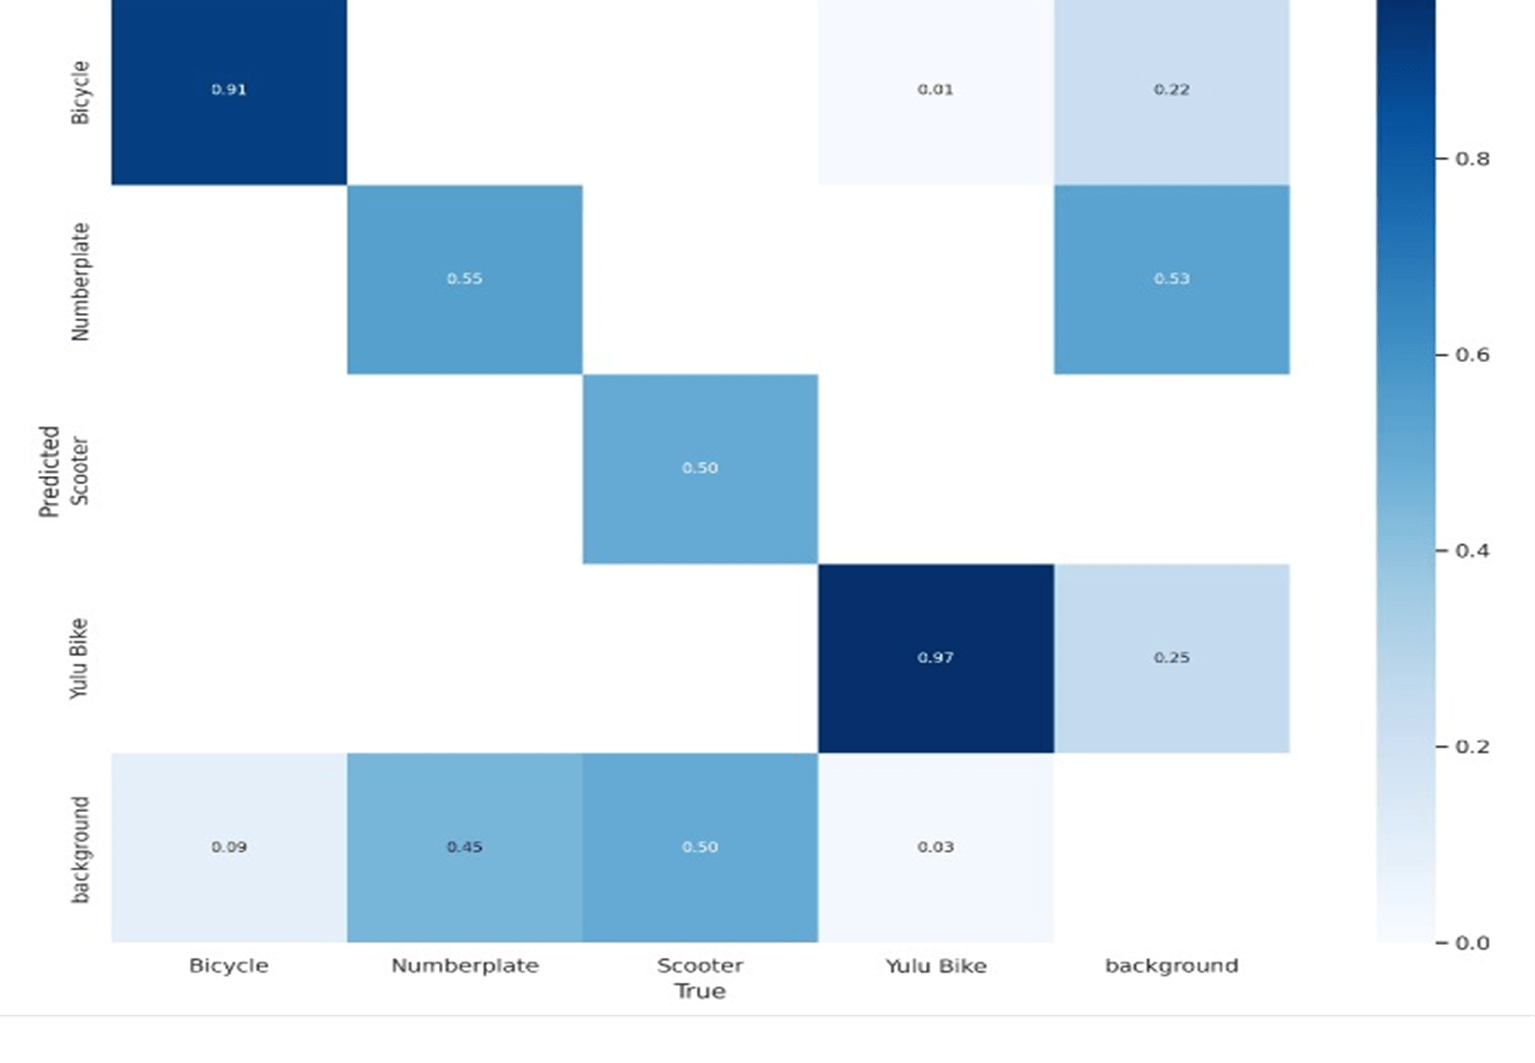 Bicycle
0.91
0.01
0.22
0.8
Numberplate
0.55
0.53
0.6
Predicted
Scooter
0.50
0.4
Yulu Bike
0.97
0.25
0.2
background
0.09
0.45
0.50
0.03
0.0
Bicycle
Numberplate
Scooter
Yulu Bike
background
True